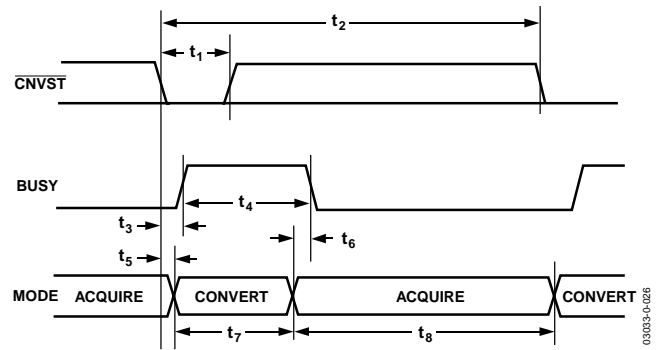 t2
t1
CNVST
BUSY
t3
t4
t5
t6
MODE ACQUIRE CONVERT ACQUIRE CONVERT
t7 t8
03033-0-026